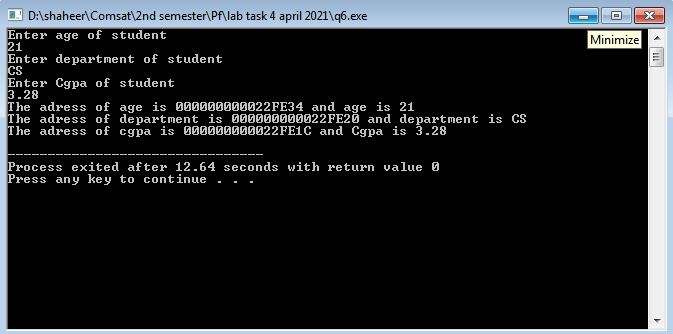 D:\shaheer\Comsat\2nd semester\Pf\lab task 4 april 2021\q6.exe
Minimize
Enter age of student
21
Enter department of student
CS
Enter Cgpa of student
3.28
The adress of age is 000000000022FE34 and age is 21
The adress of department is 000000000022FE20 and department is CS
The adress of cgpa is 000000000022FE1C and Cgpa is 3.28
--------------------------------
Process exited after 12.64 seconds with return value 0
Press any key to continue . . .